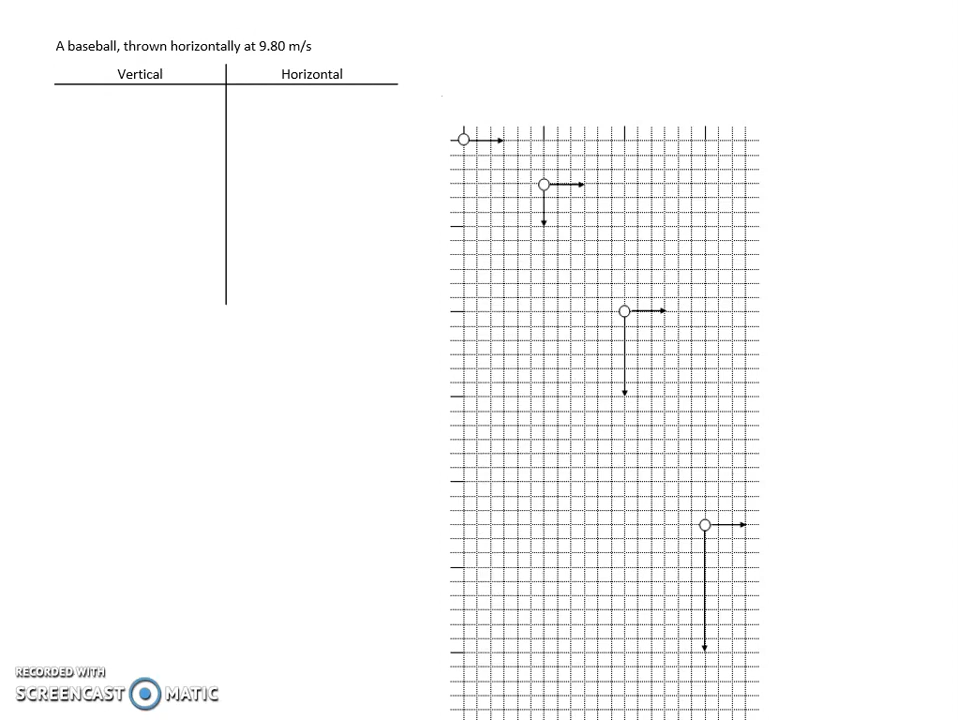 A baseball, thrown horizontally at 9.80 m/s
Vertical Horizontal
RECORDED WITH
SCREENCAST MATIC